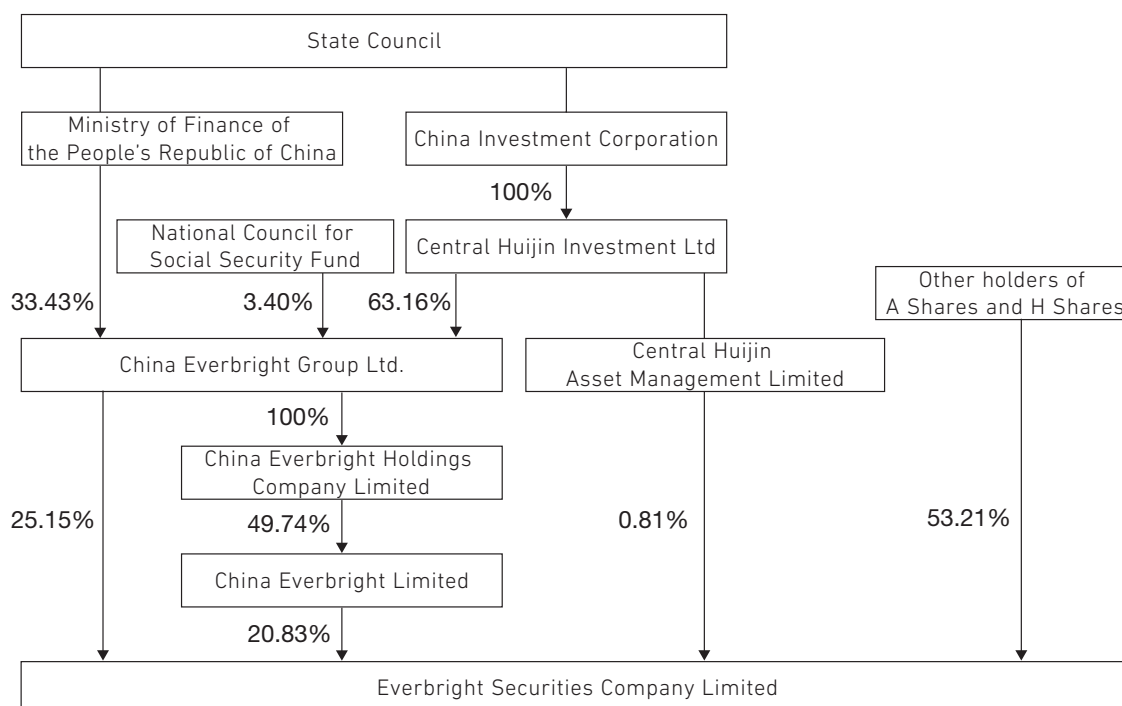 State Council
Ministry of Finance of
the People's Republic of China
China Investment Corporation
100%
National Council for
Social Security Fund
Central Huijin Investment Ltd
Other holders of
A Shares and H Shares
33.43%
3.40%
63.16%
China Everbright Group Ltd.
Central Huijin
Asset Management Limited
100%
China Everbright Holdings
Company Limited
25.15%
49.74%
0.81%
53.21%
China Everbright Limited
20.83%
Everbright Securities Company Limited